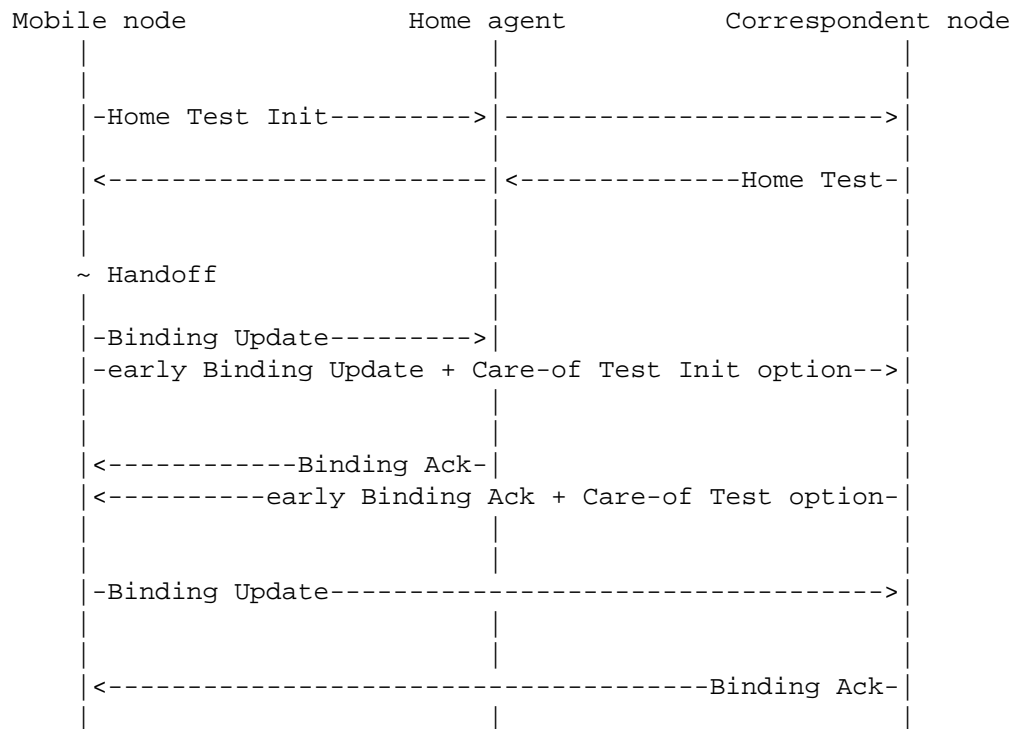 Mobile node Home agent Correspondent node
-Home Test Init--------->|------------------------>
<------------------------|<--------------Home Test-
~ Handoff
-Binding Update--------->
-early Binding Update + Care-of Test Init option-->
<------------Binding Ack-
<----------early Binding Ack + Care-of Test option-
-Binding Update----------------------------------->
<--------------------------------------Binding Ack-